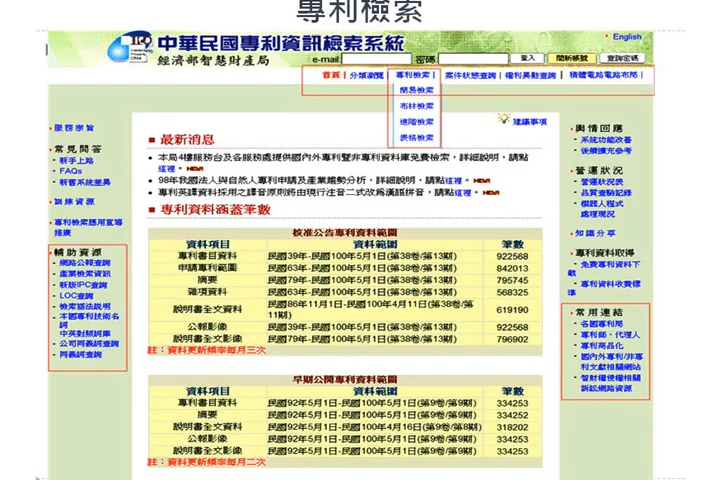 專利檢索
English
中華民國專利資訊檢索系統
經濟部智慧財產局
e-mail: 密碼: 登入 開新帳號 查詢密碼
首頁 | 分類瀏覽 | 專利檢索 | 案件狀態查詢 | 權利異動查詢 | 積體電路電路布局 |
簡易檢索
布林檢索
進階檢索
表格檢索
建議事項
服務宗旨
常見問答
新手上路
FAQs
新舊系統差異
訓練資源
專利檢索應用宣導
推廣
輔助資源
網路公報查詢
產業檢索資訊
新版IPC查詢
LOC查詢
檢索語法說明
本國專利技術名
詞
中英對照詞庫
公司同義詞查詢
同義詞查詢
最新消息
本局4樓服務台及各服務處提供國內外專利暨非專利資料庫免費檢索，詳細說明，請點
這裡。NEW
98年我國法人與自然人專利申請及產業趨勢分析，詳細說明，請點這裡。NEW
專利英譯資料採用之譯音原則將由現行注音二式改為漢語拼音，請點這裡。NEW
專利資料涵蓋筆數
核准公告專利資料範圍
資料項目 資料範圍 筆數
專利書目資料 民國39年-民國100年5月1日(第38卷/第13期) 922568
申請專利範圍 民國63年-民國100年5月1日(第38卷/第13期) 842013
摘要 民國79年-民國100年5月1日(第38卷/第13期) 795745
雜項資料 民國63年-民國100年5月1日(第38卷/第13期) 568325
說明書全文資料 民國86年11月1日-民國100年4月11日(第38卷/第
11期) 619190
公報影像 民國39年-民國100年5月1日(第38卷/第13期) 922568
說明書全文影像 民國79年-民國100年5月1日(第38卷/第13期) 796902
註：資料更新頻率每月三次
早期公開專利資料範圍
資料項目 資料範圍 筆數
專利書目資料 民國92年5月1日-民國100年5月1日(第9卷/第9期) 334253
摘要 民國92年5月1日-民國100年5月1日(第9卷/第9期) 334252
說明書全文資料 民國92年5月1日-民國100年4月16日(第9卷/第8期) 318202
公報影像 民國92年5月1日-民國100年5月1日(第9卷/第9期) 334253
說明書全文影像 民國92年5月1日-民國100年5月1日(第9卷/第9期) 334253
註：資料更新頻率每月二次
輿情回應
系統功能改善
後續擴充參考
營運狀況
營運狀況表
品質查驗記錄
機器人程式
處理現況
知識分享
專利資料取得
免費專利資料下
載
專利資料收費標
準
常用連結
各國專利局
專利師、代理人
專利商品化
國內外專利/非專
利文獻相關網站
智財權侵權相關
訴訟網路資源